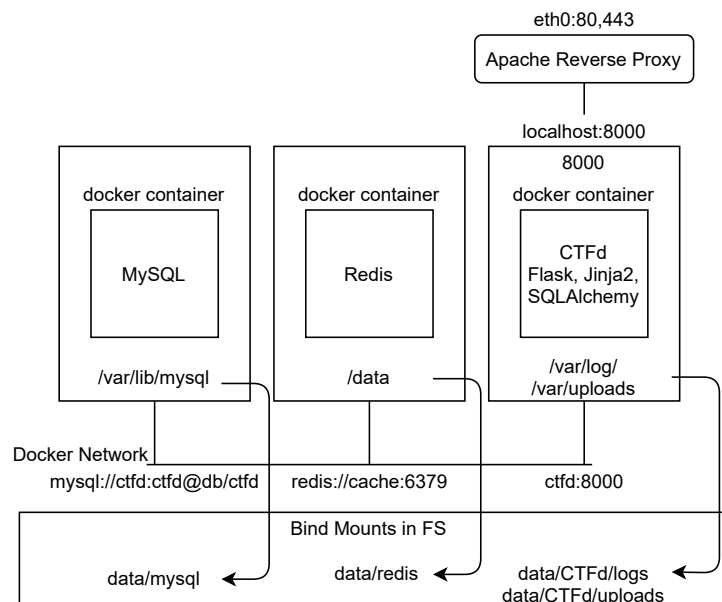 eth0:80,443
Apache Reverse Proxy
localhost:8000
8000
docker container
docker container
docker container
MySQL
Redis
CTFd
Flask, Jinja2,
SQLAlchemy
/var/lib/mysql
/data
/var/log/
/var/uploads
Docker Network
mysql://ctfd:ctfd@db/ctfd
redis://cache:6379
ctfd:8000
Bind Mounts in FS
data/mysql
data/redis
data/CTFd/logs
data/CTFd/uploads